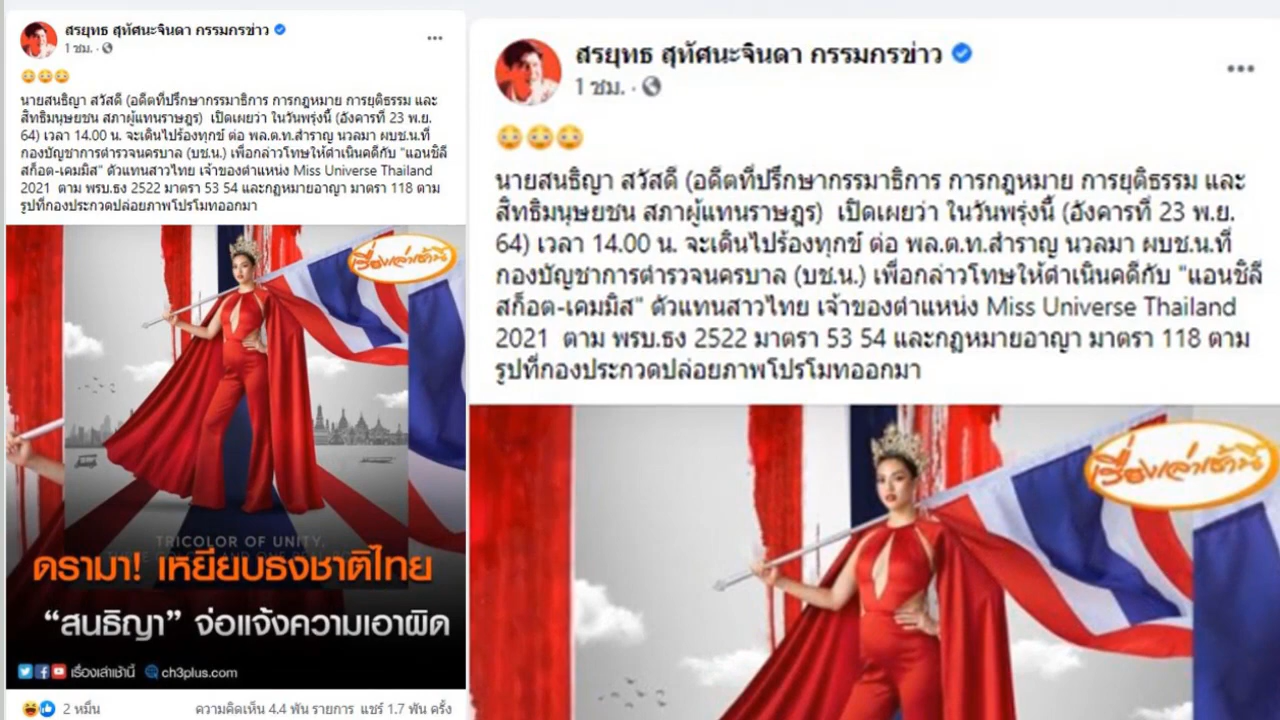 สรยุทธ สุทัศนะจินดา กรรมกรข่าว
1 ชม.
นายสนธิญา สวัสดี (อดีตที่ปรึกษากรรมาธิการ การกฎหมาย การยุติธรรม และ
สิทธิมนุษยชน สภาผู้แทนราษฎร) เปิดเผยว่า ในวันพรุ่งนี้ (อังคารที่ 23 พ.ย.
64) เวลา 14.00 น. จะเดินไปร้องทุกข์ ต่อ พล.ต.ท.สำราญ นวลมา ผบช.น.ที่
กองบัญชาการตำรวจนครบาล (บช.น.) เพื่อกล่าวโทษให้ดำเนินคดีกับ "แอนชิลี
สก็อต-เคมมิส" ตัวแทนสาวไทย เจ้าของตำแหน่ง Miss Universe Thailand
2021 ตาม พรบ.ธง 2522 มาตรา 53 54 และกฎหมายอาญา มาตรา 118 ตาม
รูปที่กองประกวดปล่อยภาพโปรโมทออกมา
เรื่องเล่าเช้านี้
TRICOLOR OF UNITY,
ดรามา! เหยียบธงชาติไทย
“สนธิญา” จ่อแจ้งความเอาผิด
เรื่องเล่าเช้านี้ ch3plus.com
2 หมื่น ความคิดเห็น 4.4 พัน รายการ แชร์ 1.7 พัน ครั้ง
สรยุทธ สุทัศนะจินดา กรรมกรข่าว
1 ชม.
นายสนธิญา สวัสดี (อดีตที่ปรึกษากรรมาธิการ การกฎหมาย การยุติธรรม และ
สิทธิมนุษยชน สภาผู้แทนราษฎร) เปิดเผยว่า ในวันพรุ่งนี้ (อังคารที่ 23 พ.ย.
64) เวลา 14.00 น. จะเดินไปร้องทุกข์ ต่อ พล.ต.ท.สำราญ นวลมา ผบช.น.ที่
กองบัญชาการตำรวจนครบาล (บช.น.) เพื่อกล่าวโทษให้ดำเนินคดีกับ "แอนชิลี
สก็อต-เคมมิส" ตัวแทนสาวไทย เจ้าของตำแหน่ง Miss Universe Thailand
2021 ตาม พรบ.ธง 2522 มาตรา 53 54 และกฎหมายอาญา มาตรา 118 ตาม
รูปที่กองประกวดปล่อยภาพโปรโมทออกมา
เรื่องเล่าเช้านี้